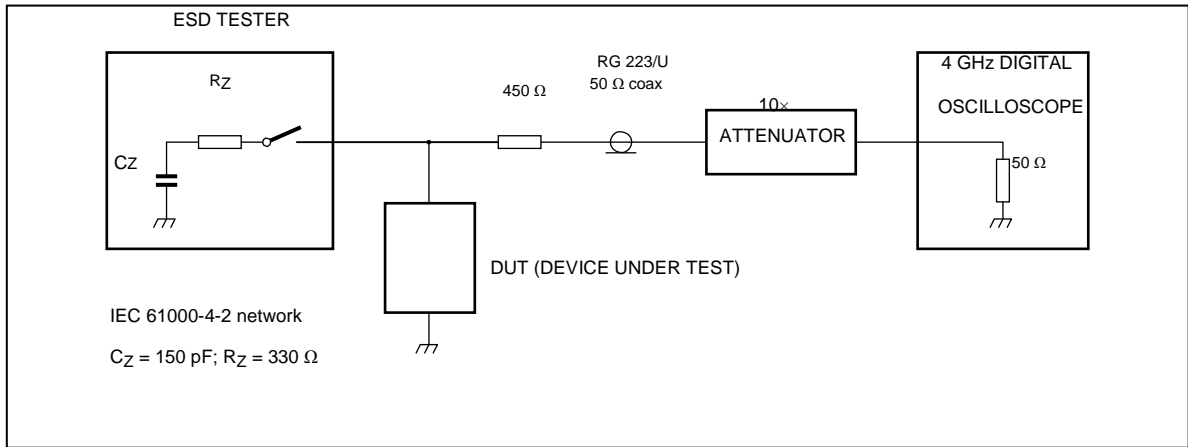 ESD TESTER
RZ
CZ
450 Ω
RG 223/U
50 Ω coax
10×
ATTENUATOR
4 GHz DIGITAL
OSCILLOSCOPE
50 Ω
DUT (DEVICE UNDER TEST)
IEC 61000-4-2 network
CZ = 150 pF; RZ = 330 Ω